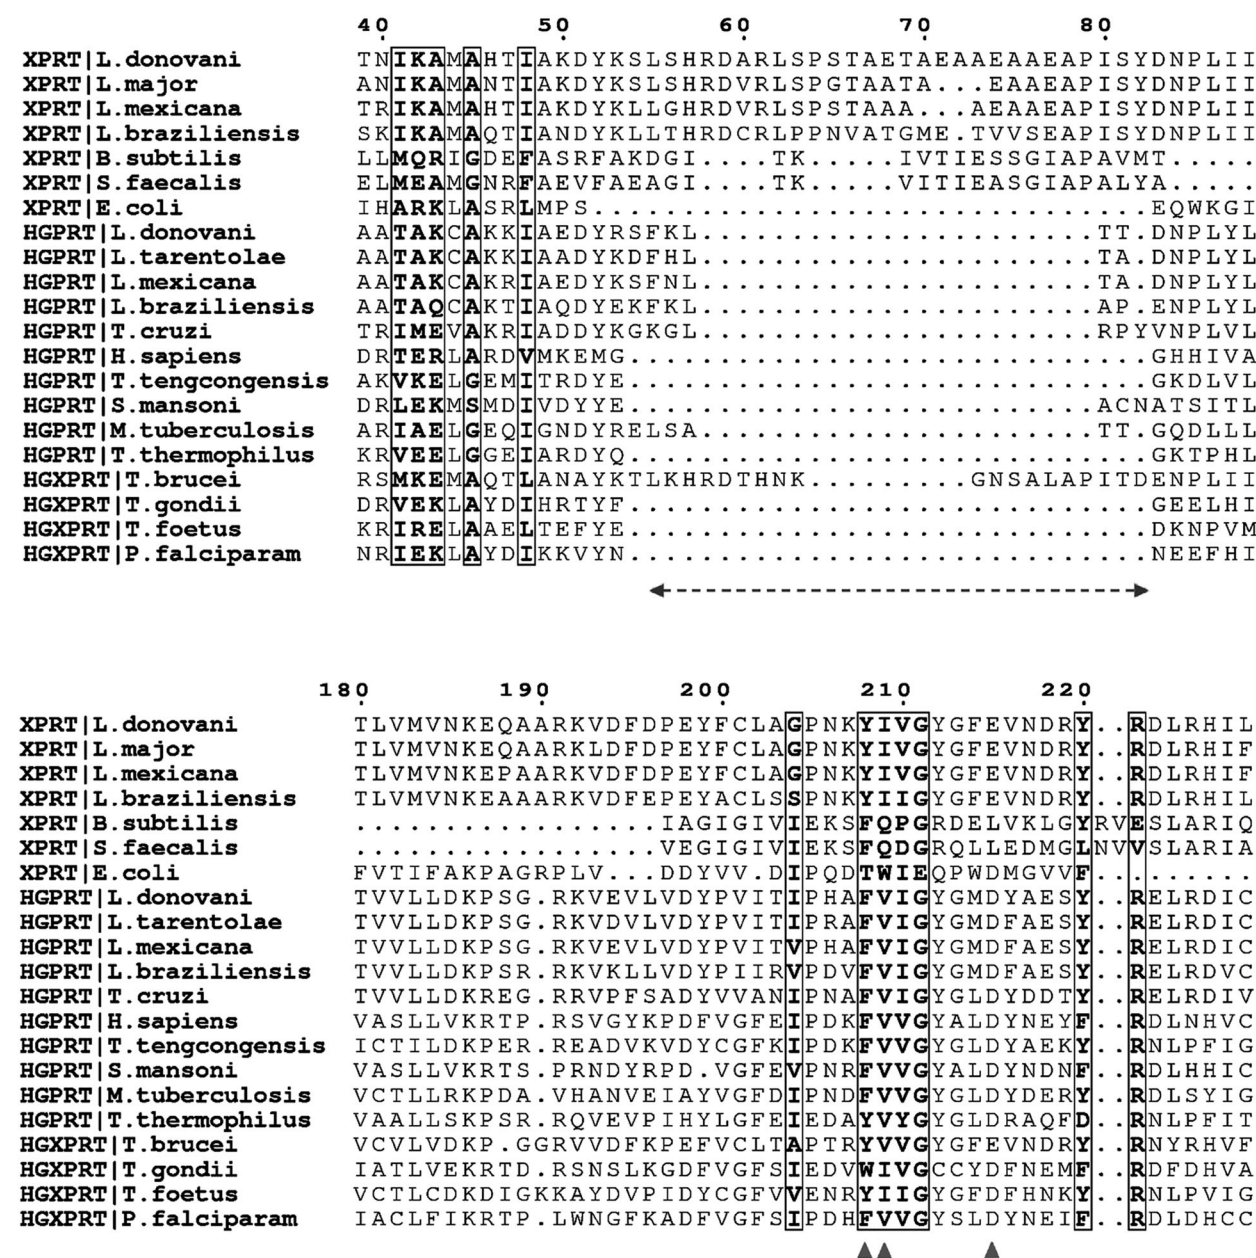 40 50 60 70 80
XPRT|L.donovani TNIKAMAHTIAKDYKSLSHRDARLSPSTAETAEAAEAAEAPISYDNPLII
XPRT|L.major ANIKAMANTIAKDYKSLSHRDVRLSPGTAATA...EAAEAPISYDNPLII
XPRT|L.mexicana TRIKAMAHTIAKDYKLLGHRDVRLSPSTAAA...AEAAEAPISYDNPLII
XPRT|L.braziliensis SKIKAMAQTIANDYKLLTHRDCRLPPNVATGME.TVVSEAPISYDNPLII
XPRT|B.subtilis LLMQRIGDEFASRFAKDGI....TK.....IVTIESSGIAPAVMT.....
XPRT|S.faecalis ELMEAMGNRFAEVFAEAGI....TK.....VITIEASGIAPALYA.....
XPRT|E.coli IHARKLASRLMPS...............................EQWKGI
HGPRT|L.donovani AATAKCAKKIAEDYRSFKL......................TT.DNPLYL
HGPRT|L.tarentolae AATAKCAKKIAADYKDFHL......................TA.DNPLYL
HGPRT|L.mexicana AATAKCAKRIAEDYKSFNL......................TA.DNPLYL
HGPRT|L.braziliensis AATAQCAKTIAQDYEKFKL......................AP.ENPLYL
HGPRT|T.cruzi TRIMEVAKRIADDYKGKGL......................RPYVNPLVL
HGPRT|H.sapiens DRTERLARDVMKEMG.............................GHHIVA
HGPRT|T.tengcongensis AKVKELGEMITRDYE.............................GKDLVL
HGPRT|S.mansoni DRLEKMSMDIVDYYE..........................ACNATSITL
HGPRT|M.tuberculosis ARIAELGEQIGNDYRELSA......................TT.GQDLLL
HGPRT|T.thermophilus KRVEELGGEIARDYQ.............................GKTPHL
HGXPRT|T.brucei RSMKEMAQTLANAYKTLKHRDTHNK.........GNSALAPITDENPLII
HGXPRT|T.gondii DRVEKLAYDIHRTYF.............................GEELHI
HGXPRT|T.foetus KRIRELAAELTEFYE.............................DKNPVM
HGXPRT|P.falciparam NRIEKLAYDIKKVYN.............................NEEFHI
180 190 200 210 220
XPRT|L.donovani TLVMVNKEQAARKVDFDPEYFCLAGPNKYIVGYGFEVNDRY..RDLRHIL
XPRT|L.major TLVMVNKEQAARKLDFDPEYFCLAGPNKYIVGYGFEVNDRY..RDLRHIF
XPRT|L.mexicana TLVMVNKEPAARKVDFDPEYFCLAGPNKYIVGYGFEVNDRY..RDLRHIF
XPRT|L.braziliensis TLVMVNKEAAARKVDFEPEYACLSSPNKYIIGYGFEVNDRY..RDLRHIL
XPRT|B.subtilis .................IAGIGIVIEKSFQPGRDELVKLGYRVESLARIQ
XPRT|S.faecalis .................VEGIGIVIEKSFQDGRQLLEDMGLNVVSLARIA
XPRT|E.coli FVTIFAKPAGRPLV...DDYVV.DIPQDTWIEQPWDMGVVF.........
HGPRT|L.donovani TVVLLDKPSG.RKVEVLVDYPVITIPHAFVIGYGMDYAESY..RELRDIC
HGPRT|L.tarentolae TVVLLDKPSG.RKVDVLVDYPVITIPRAFVIGYGMDFAESY..RELRDIC
HGPRT|L.mexicana TVVLLDKPSG.RKVEVLVDYPVITVPHAFVIGYGMDFAESY..RELRDIC
HGPRT|L.braziliensis TVVLLDKPSR.RKVKLLVDYPIIRVPDVFVIGYGMDFAESY..RELRDVC
HGPRT|T.cruzi TVVLLDKREG.RRVPFSADYVVANIPNAFVIGYGLDYDDTY..RELRDIV
HGPRT|H.sapiens VASLLVKRTP.RSVGYKPDFVGFEIPDKFVVGYALDYNEYF..RDLNHVC
HGPRT|T.tengcongensis ICTILDKPER.READVKVDYCGFKIPDKFVVGYGLDYAEKY..RNLPFIG
HGPRT|S.mansoni VASLLVKRTS.PRNDYRPD.VGFEVPNRFVVGYALDYNDNF..RDLHHIC
HGPRT|M.tuberculosis VCTLLRKPDA.VHANVEIAYVGFDIPNDFVVGYGLDYDERY..RDLSYIG
HGPRT|T.thermophilus VAALLSKPSR.RQVEVPIHYLGFEIEDAYVYGYGLDRAQFD..RNLPFIT
HGXPRT|T.brucei VCVLVDKP.GGRVVDFKPEFVCLTAPTRYVVGYGFEVNDRY..RNYRHVF
HGXPRT|T.gondii IATLVEKRTD.RSNSLKGDFVGFSIEDVWIVGCCYDFNEMF..RDFDHVA
HGXPRT|T.foetus VCTLCDKDIGKKAYDVPIDYCGFVVENRYIIGYGFDFHNKY..RNLPVIG
HGXPRT|P.falciparam IACLFIKRTP.LWNGFKADFVGFSIPDHFVVGYSLDYNEIF..RDLDHCC